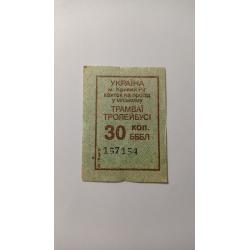 УКРАЇНА
м. Кривий Ріг
квиток на проїзд
у міському
ТРАМВАЇ
ТРОЛЕЙБУСІ
30 коп.
БББЛ
157154